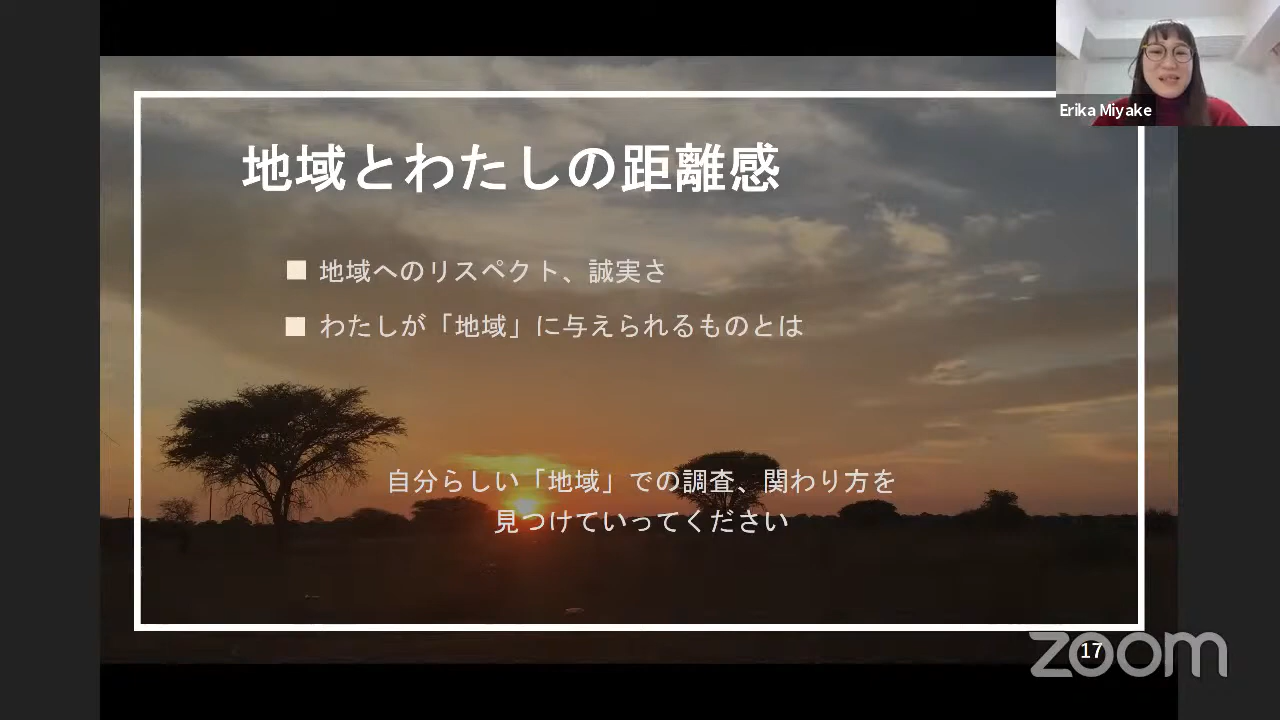 Erika Miyake
地域とわたしの距離感
地域へのリスペクト、誠実さ
わたしが「地域」に与えられるものとは
自分らしい「地域」での調査、関わり方を
見つけていってください
17
zoom